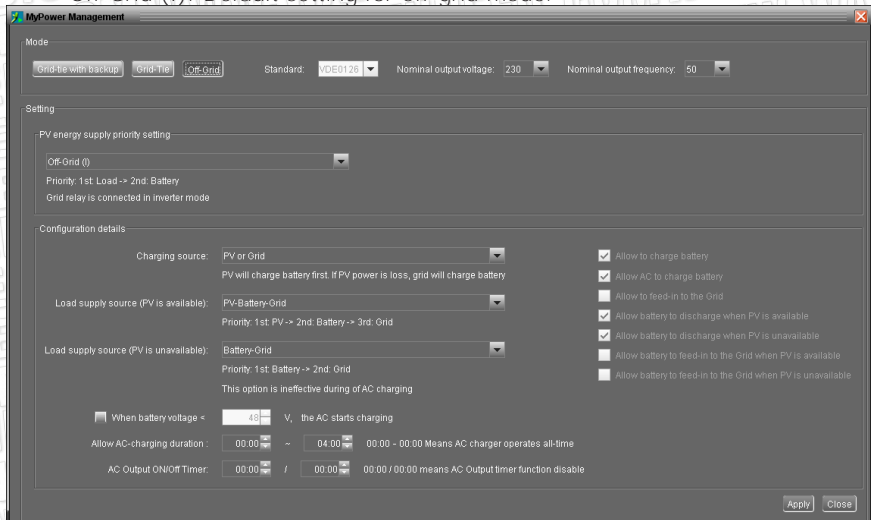 Off-Grid (I): Default setting for off-grid model
MyPower Management
Mode
Grid-tie with backup Grid-Tie Off-Grid Standard: VDE0126 Nominal output voltage: 230 Nominal output frequency: 50
Setting
PV energy supply priority setting
Off-Grid (I)
Priority: 1st: Load -> 2nd: Battery
Grid relay is connected in inverter mode
Configuration details
Charging source: PV or Grid
PV will charge battery first. If PV power is loss, grid will charge battery
Load supply source (PV is available): PV-Battery-Grid
Priority: 1st: PV -> 2nd: Battery -> 3rd: Grid
Load supply source (PV is unavailable): Battery-Grid
Priority: 1st: Battery -> 2nd: Grid
This option is ineffective during of AC charging
When battery voltage < 48 V, the AC starts charging
Allow AC-charging duration : 00:00 ~ 04:00 00:00 - 00:00 Means AC charger operates all-time
AC Output ON/Off Timer: 00:00 / 00:00 00:00 / 00:00 means AC Output timer function disable
Allow to charge battery
Allow AC to charge battery
Allow to feed-in to the Grid
Allow battery to discharge when PV is available
Allow battery to discharge when PV is unavailable
Allow battery to feed-in to the Grid when PV is available
Allow battery to feed-in to the Grid when PV is unavailable
Apply Close